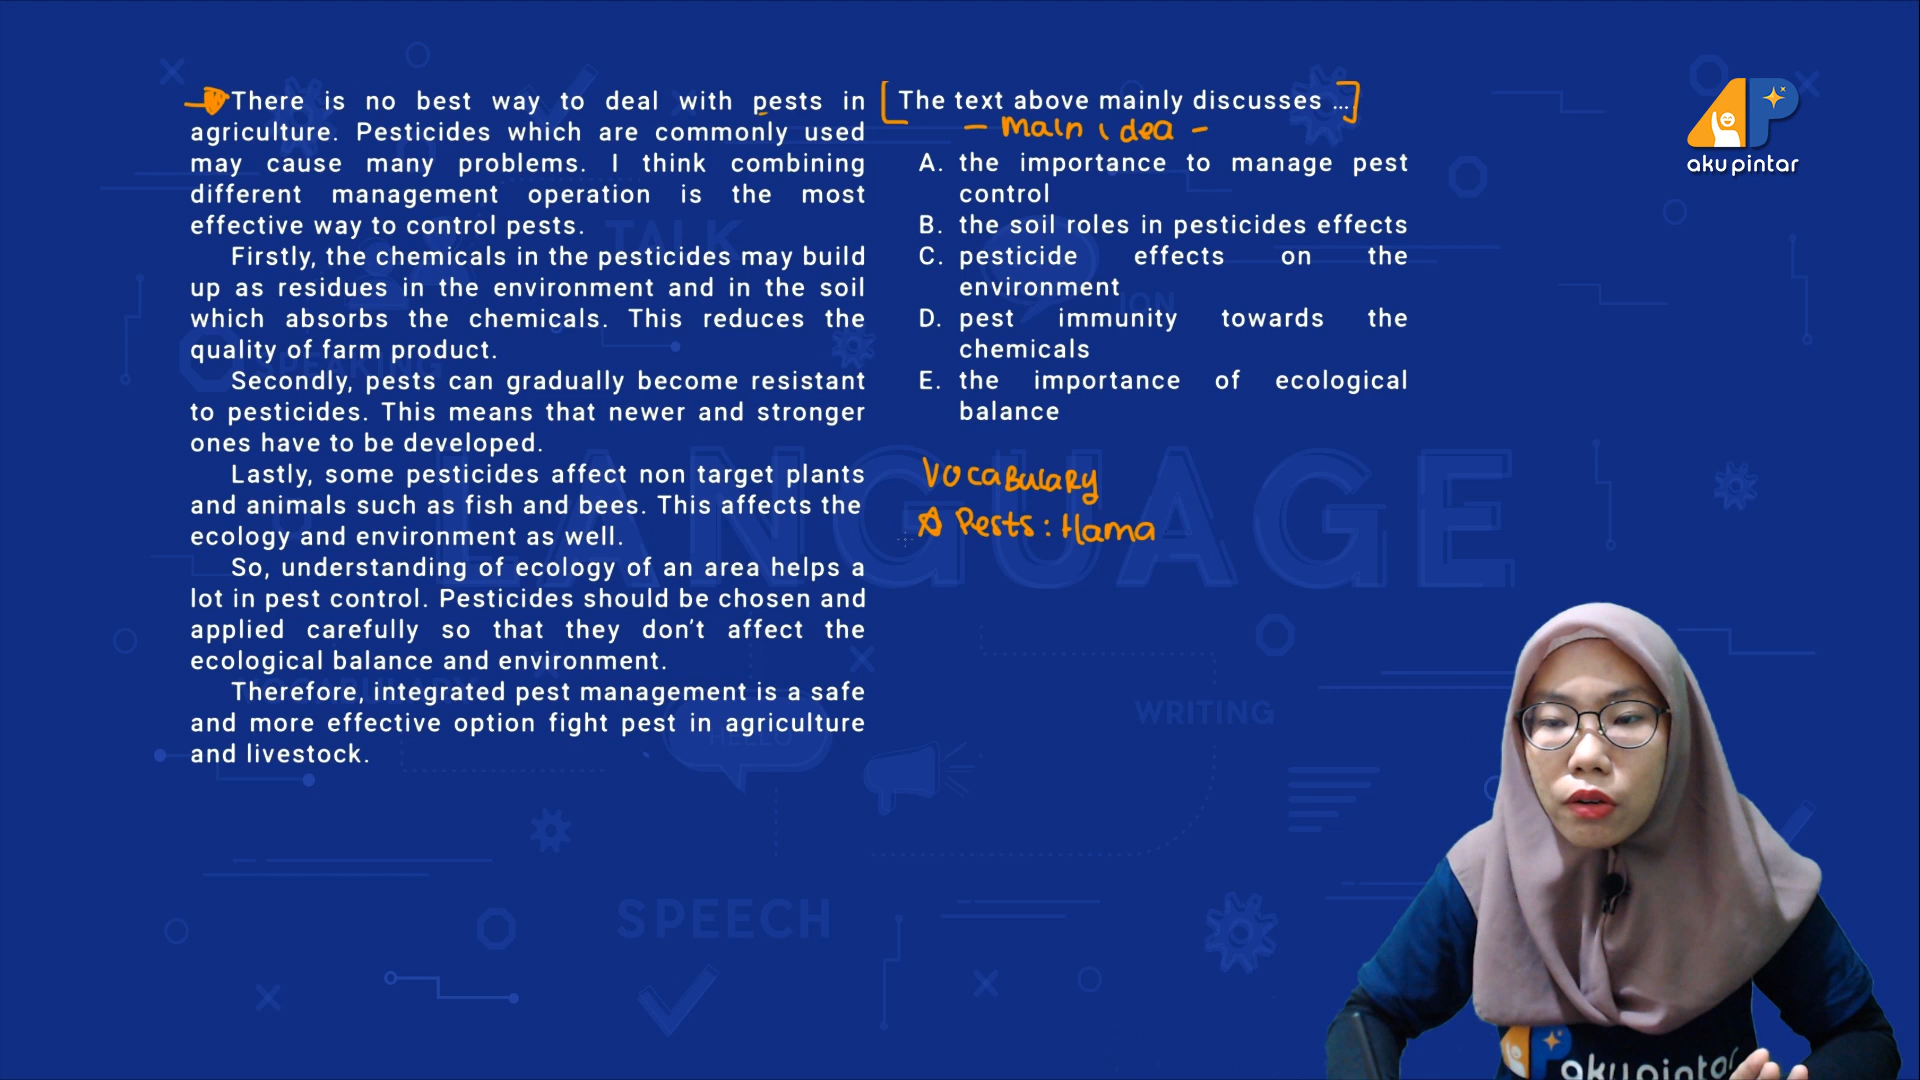 There is no best way to deal with pests in
agriculture. Pesticides which are commonly used
may cause many problems. I think combining
different management operation is the most
effective way to control pests.
Firstly, the chemicals in the pesticides may build
up as residues in the environment and in the soil
which absorbs the chemicals. This reduces the
quality of farm product.
Secondly, pests can gradually become resistant
to pesticides. This means that newer and stronger
ones have to be developed.
Lastly, some pesticides affect non target plants
and animals such as fish and bees. This affects the
ecology and environment as well.
So, understanding of ecology of an area helps a
lot in pest control. Pesticides should be chosen and
applied carefully so that they don't affect the
ecological balance and environment.
Therefore, integrated pest management is a safe
and more effective option fight pest in agriculture
and livestock.
The text above mainly discusses ...
- Main idea -
A. the importance to manage pest
control
B. the soil roles in pesticides effects
C. pesticide effects on the
environment
D. pest immunity towards the
chemicals
E. the importance of ecological
balance
Vocabulary
Pests : Hama
AP
aku pintar
TALK
SPEAKING
LANGUAGE
HELLO
WRITING
SPEECH
aku pintar